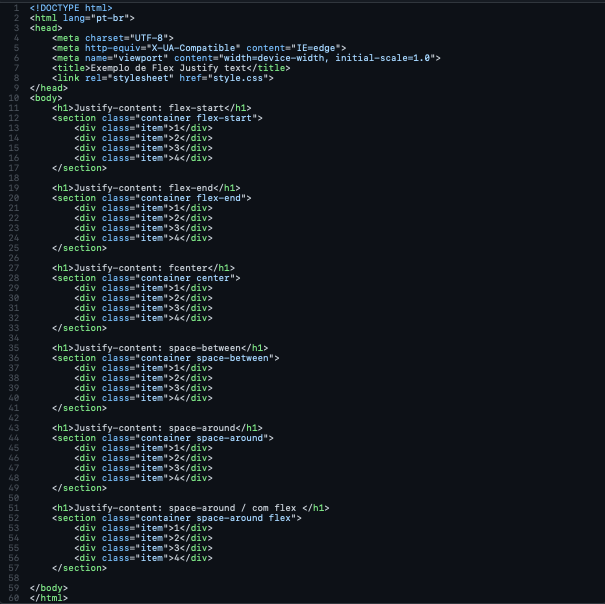 1 <!DOCTYPE html>
2 <html lang="pt-br">
3 <head>
4     <meta charset="UTF-8">
5     <meta http-equiv="X-UA-Compatible" content="IE=edge">
6     <meta name="viewport" content="width=device-width, initial-scale=1.0">
7     <title>Exemplo de Flex Justify text</title>
8     <link rel="stylesheet" href="style.css">
9 </head>
10 <body>
11     <h1>Justify-content: flex-start</h1>
12     <section class="container flex-start">
13         <div class="item">1</div>
14         <div class="item">2</div>
15         <div class="item">3</div>
16         <div class="item">4</div>
17     </section>
18
19     <h1>Justify-content: flex-end</h1>
20     <section class="container flex-end">
21         <div class="item">1</div>
22         <div class="item">2</div>
23         <div class="item">3</div>
24         <div class="item">4</div>
25     </section>
26
27     <h1>Justify-content: fcenter</h1>
28     <section class="container center">
29         <div class="item">1</div>
30         <div class="item">2</div>
31         <div class="item">3</div>
32         <div class="item">4</div>
33     </section>
34
35     <h1>Justify-content: space-between</h1>
36     <section class="container space-between">
37         <div class="item">1</div>
38         <div class="item">2</div>
39         <div class="item">3</div>
40         <div class="item">4</div>
41     </section>
42
43     <h1>Justify-content: space-around</h1>
44     <section class="container space-around">
45         <div class="item">1</div>
46         <div class="item">2</div>
47         <div class="item">3</div>
48         <div class="item">4</div>
49     </section>
50
51     <h1>Justify-content: space-around / com flex </h1>
52     <section class="container space-around flex">
53         <div class="item">1</div>
54         <div class="item">2</div>
55         <div class="item">3</div>
56         <div class="item">4</div>
57     </section>
58
59 </body>
60 </html>